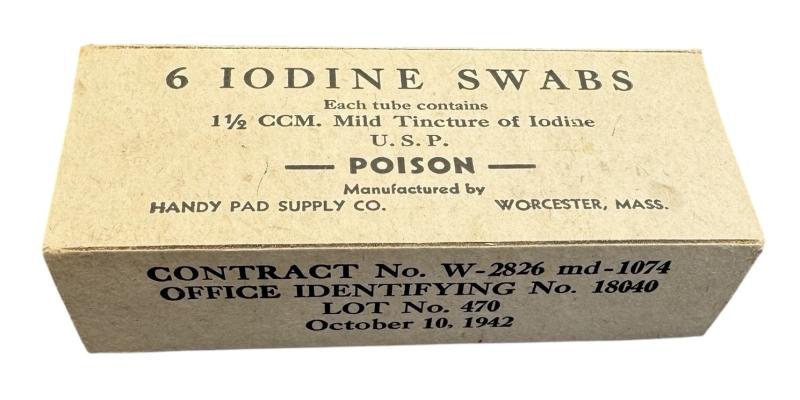 6 IODINE SWABS
Each tube contains
1½ CCM. Mild Tincture of Iodine
U. S. P.
— POISON —
Manufactured by
HANDY PAD SUPPLY CO. WORCESTER, MASS.
CONTRACT No. W-2826 md-1074
OFFICE IDENTIFYING No. 18040
LOT No. 470
October 10, 1942